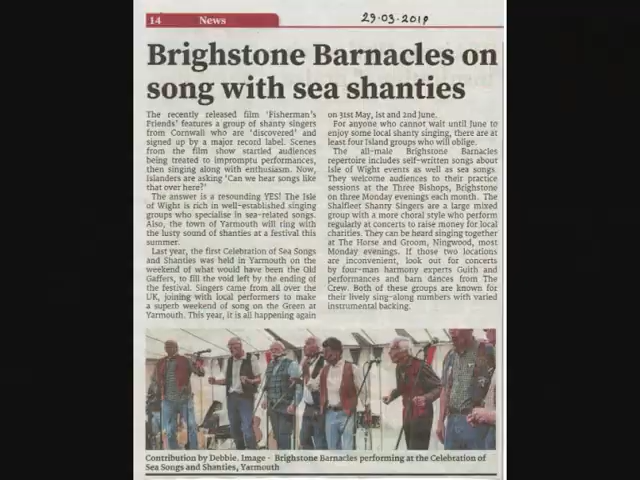 14 News
29-03-2019
Brighstone Barnacles on
song with sea shanties
The recently released film 'Fisherman's
Friends' features a group of shanty singers
from Cornwall who are 'discovered' and
signed up by a major record label. Scenes
from the film show startled audiences
being treated to impromptu performances,
then singing along with enthusiasm. Now,
Islanders are asking 'Can we hear songs like
that over here?'
The answer is a resounding YES! The Isle
of Wight is rich in well-established singing
groups who specialise in sea-related songs.
Also, the town of Yarmouth will ring with
the lusty sound of shanties at a festival this
summer.
Last year, the first Celebration of Sea Songs
and Shanties was held in Yarmouth on the
weekend of what would have been the Old
Gaffers, to fill the void left by the ending of
the festival. Singers came from all over the
UK, joining with local performers to make
a superb weekend of song on the Green at
Yarmouth. This year, it is all happening again
on 31st May, 1st and 2nd June.
For anyone who cannot wait until June to
enjoy some local shanty singing, there are at
least four Island groups who will oblige.
The all-male Brighstone Barnacles
repertoire includes self-written songs about
Isle of Wight events as well as sea songs.
They welcome audiences to their practice
sessions at the Three Bishops, Brighstone
on three Monday evenings each month. The
Shalfleet Shanty Singers are a large mixed
group with a more choral style who perform
regularly at concerts to raise money for local
charities. They can be heard singing together
at The Horse and Groom, Ningwood, most
Monday evenings. If those two locations
are inconvenient, look out for concerts
by four-man harmony experts Guith and
performances and barn dances from The
Crew. Both of these groups are known for
their lively sing-along numbers with varied
instrumental backing.
Contribution by Debbie. Image - Brighstone Barnacles performing at the Celebration of
Sea Songs and Shanties, Yarmouth